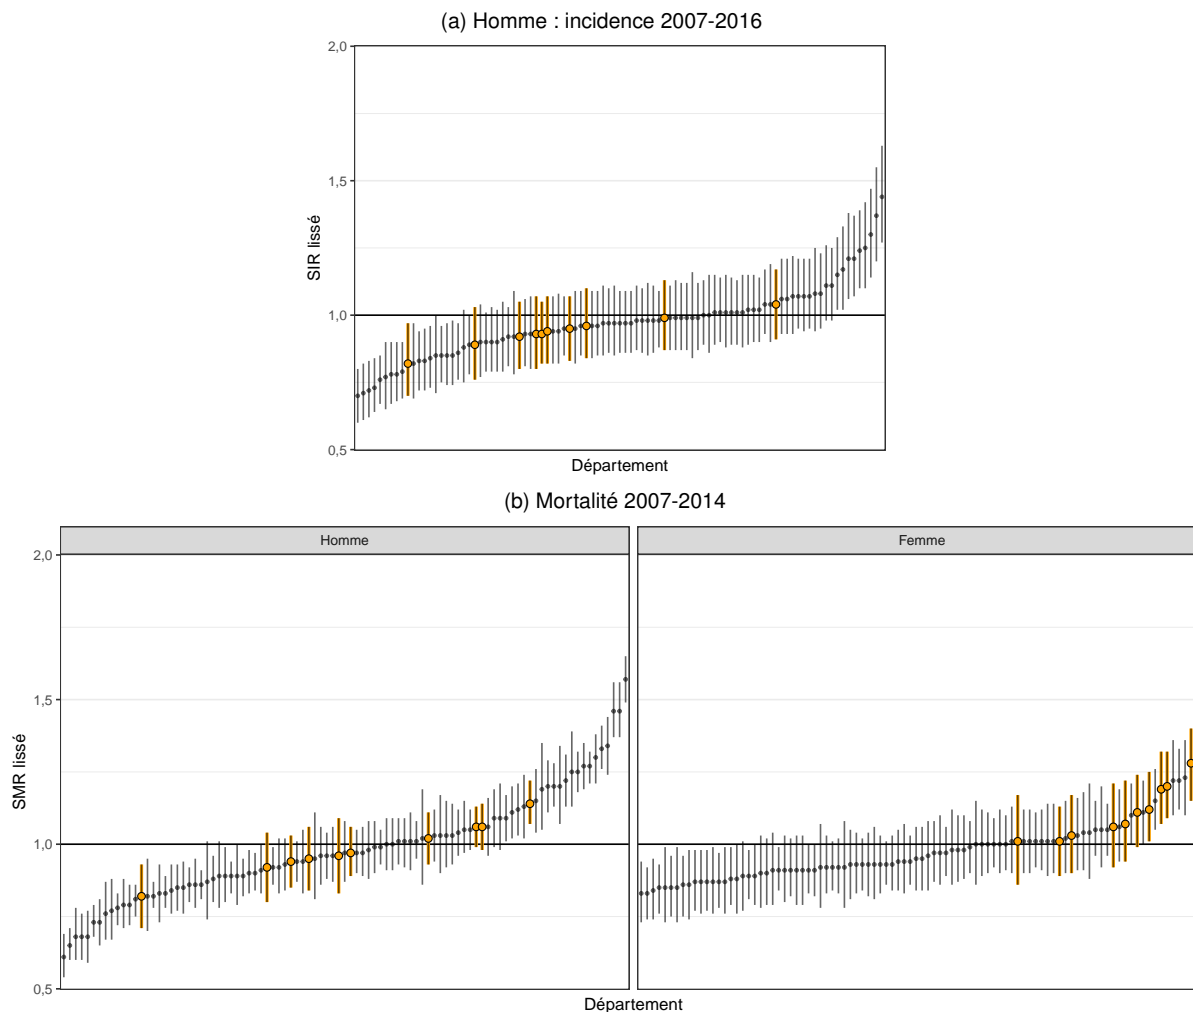 (a) Homme : incidence 2007-2016
2,0
1,5
1,0
0,5
SIR lissé
Département
(b) Mortalité 2007-2014
Homme
Femme
2,0
1,5
1,0
0,5
SMR lissé
Département